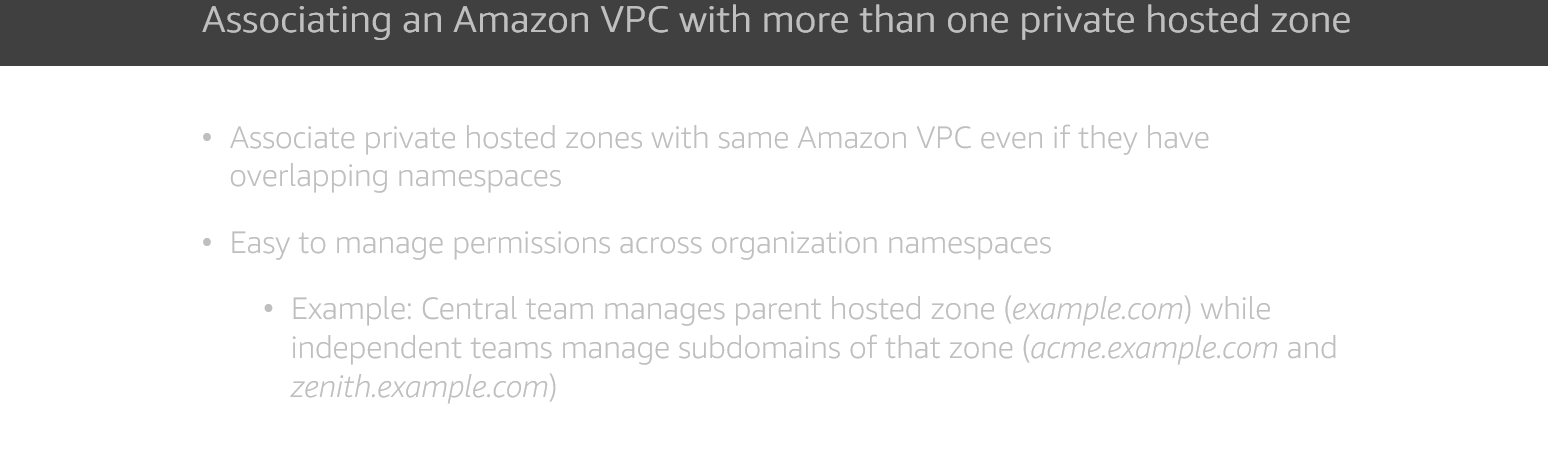 Associating an Amazon VPC with more than one private hosted zone
• Associate private hosted zones with same Amazon VPC even if they have
overlapping namespaces
• Easy to manage permissions across organization namespaces
• Example: Central team manages parent hosted zone (example.com) while
independent teams manage subdomains of that zone (acme.example.com and
zenith.example.com)